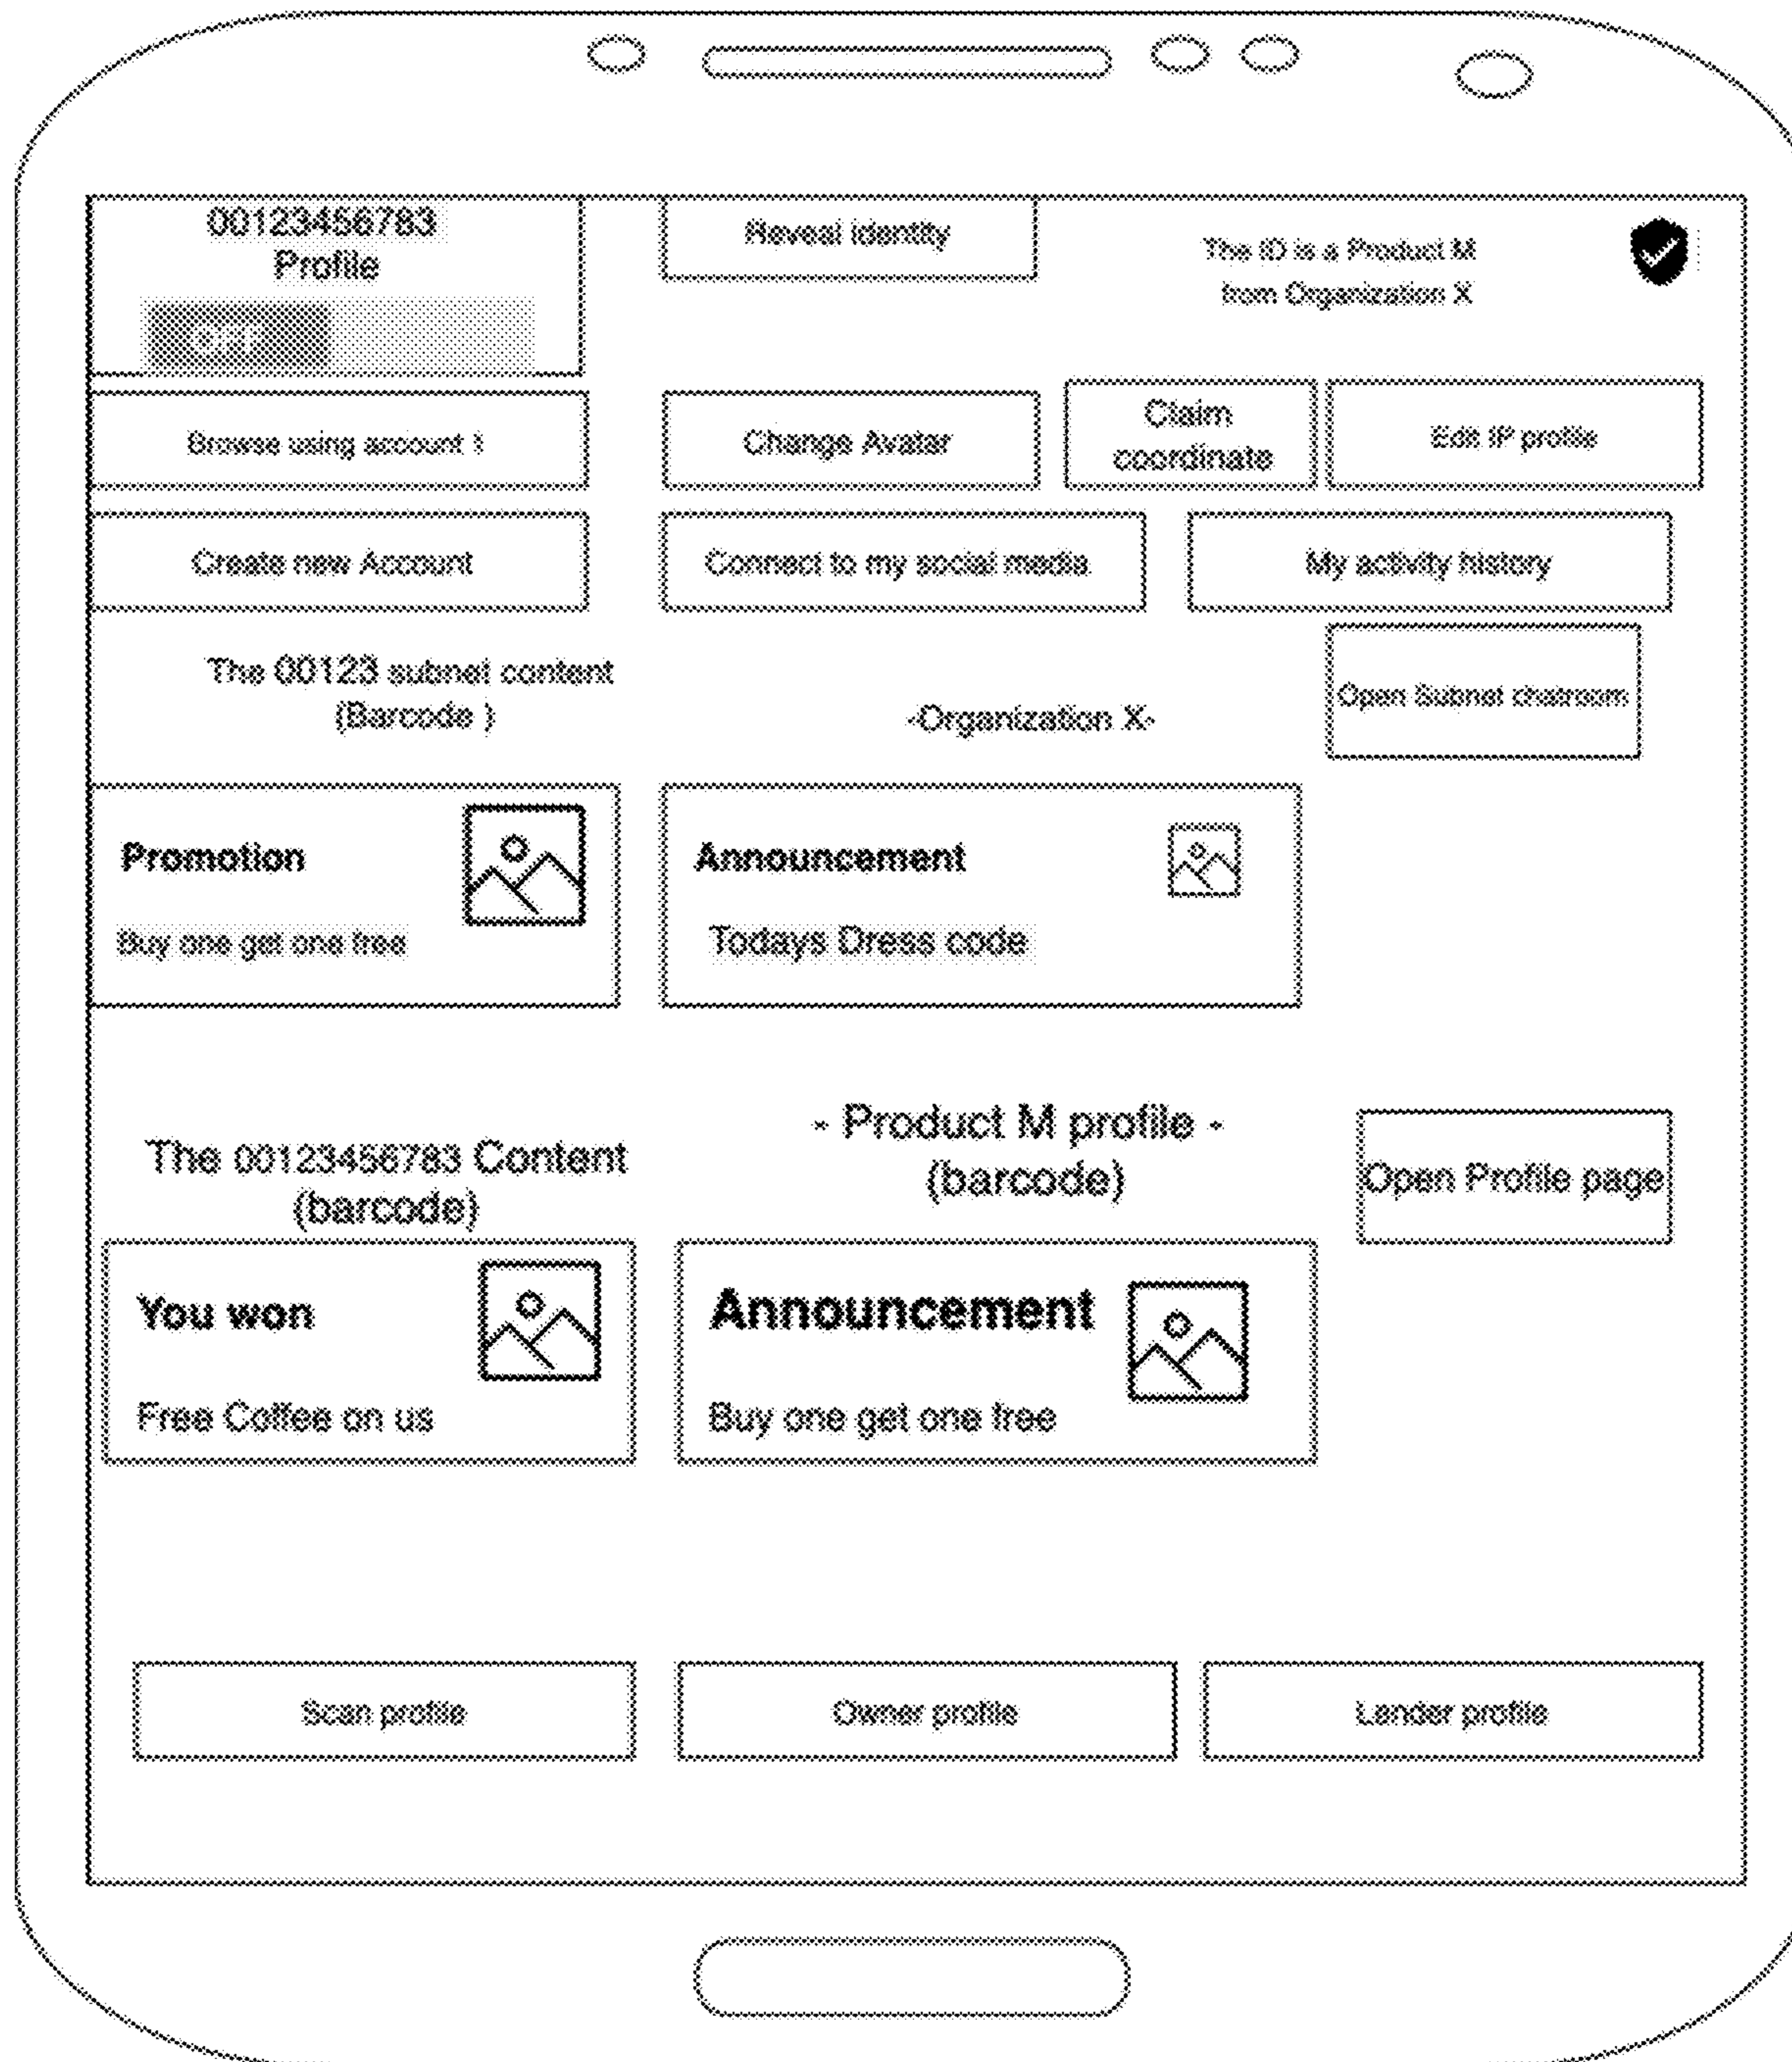 00123456783
Profile
OFF
Reveal identity
The ID is a Product M
from Organization X
Browse using account
Change Avatar
Claim
coordinate
Edit IP profile
Create new Account
Connect to my social media
My activity history
The 00123 subnet content
(Barcode )
-Organization X-
Open Subnet chatroom
Promotion
Buy one get one free
Announcement
Todays Dress code
The 00123456783 Content
(barcode)
- Product M profile -
(barcode)
Open Profile page
You won
Free Coffee on us
Announcement
Buy one get one free
Scan profile
Owner profile
Lender profile